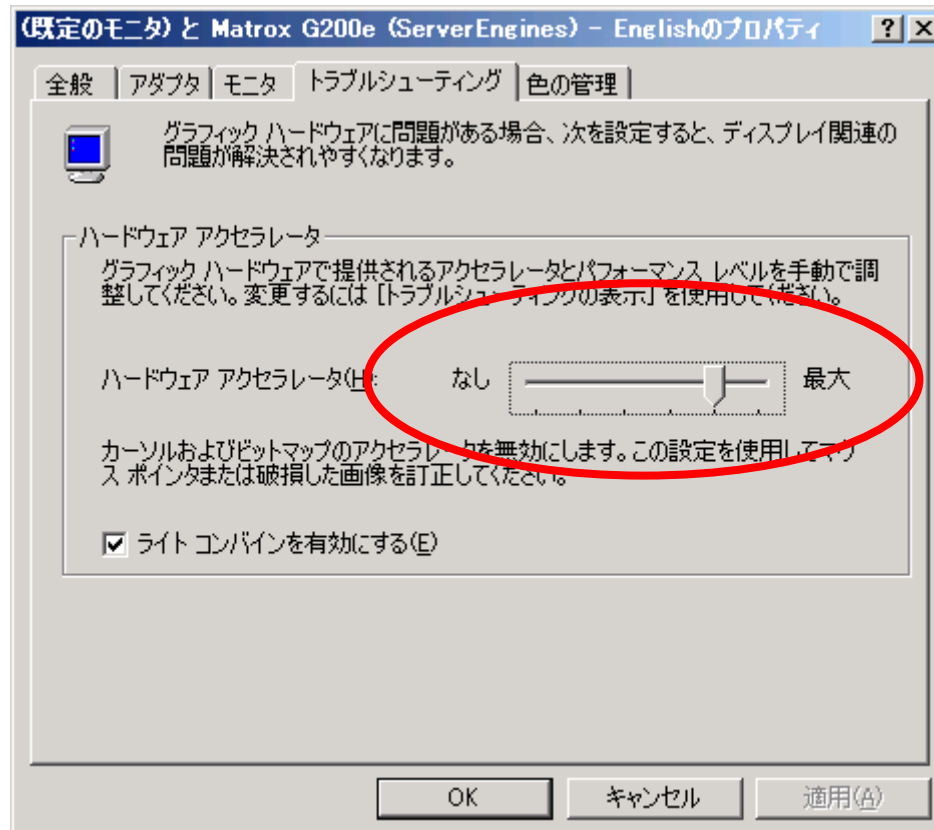 (既定のモニタ) と Matrox G200e (ServerEngines) - Englishのプロパティ
全般 アダプタ モニタ トラブルシューティング 色の管理
グラフィック ハードウェアに問題がある場合、次を設定すると、ディスプレイ関連の
問題が解決されやすくなります。
ハードウェア アクセラレータ
グラフィック ハードウェアで提供されるアクセラレータとパフォーマンス レベルを手動で調
整してください。変更するには [トラブルシューティングの表示] を使用してください。
ハードウェア アクセラレータ(H): なし 最大
カーソルおよびビットマップのアクセラレータを無効にします。この設定を使用してマウ
ス ポインタまたは破損した画像を訂正してください。
ライト コンバインを有効にする(E)
OK キャンセル 適用(A)